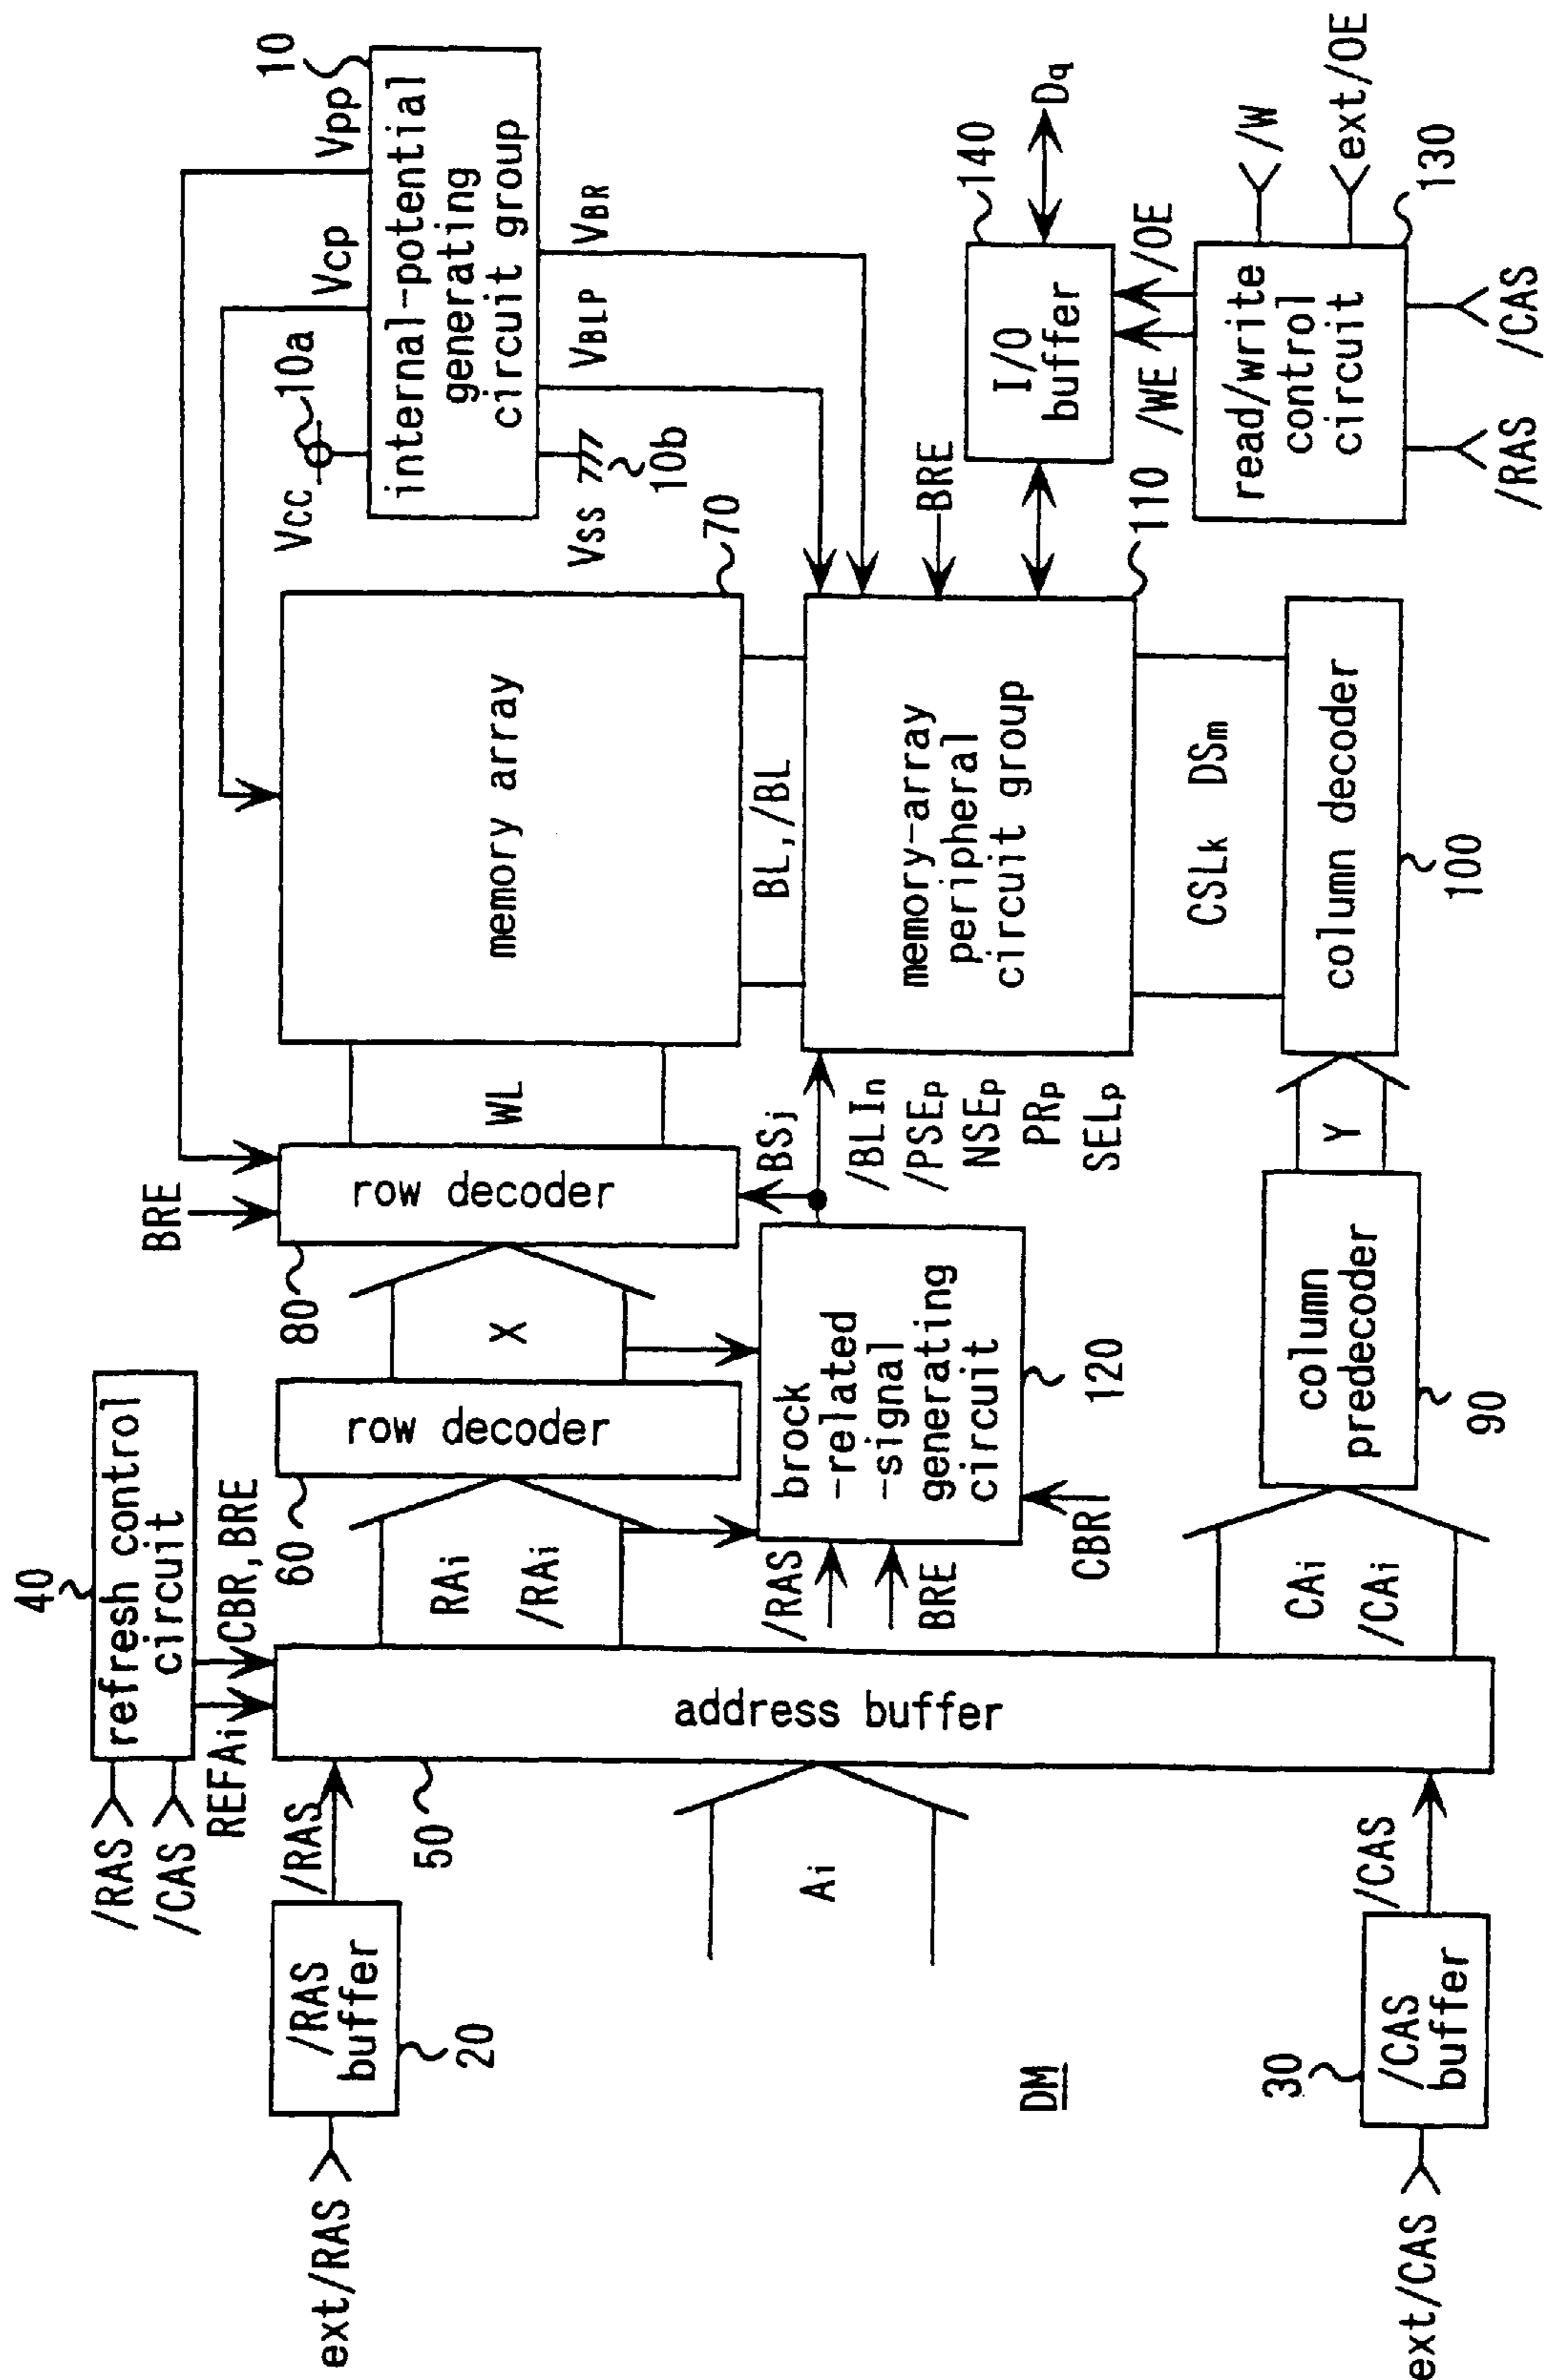 10
Vpp
Vcp
Vcc
10a
internal-potential
generating
circuit group
Vss
10b
VBLP
VBR
40
refresh control
circuit
/RAS
/CAS
REFAi
CBR,BRE
BRE
ext/RAS
/RAS
buffer
20
/RAS
50
address buffer
Ai
RAi
/RAi
60
row decoder
X
80
row decoder
WL
memory array
70
BL,/BL
BSj
/RAS
BRE
CBR
brock
-related
-signal
generating
circuit
120
/BLIn
/PSEp
NSEp
PRp
SELp
memory-array
peripheral
circuit group
110
BRE
I/O
buffer
140
Dq
/WE
/OE
read/write
control
circuit
130
/W
ext/OE
/RAS
/CAS
CSLk DSm
column decoder
100
Y
column
predecoder
90
CAi
/CAi
/CAS
30
/CAS
buffer
ext/CAS
DM